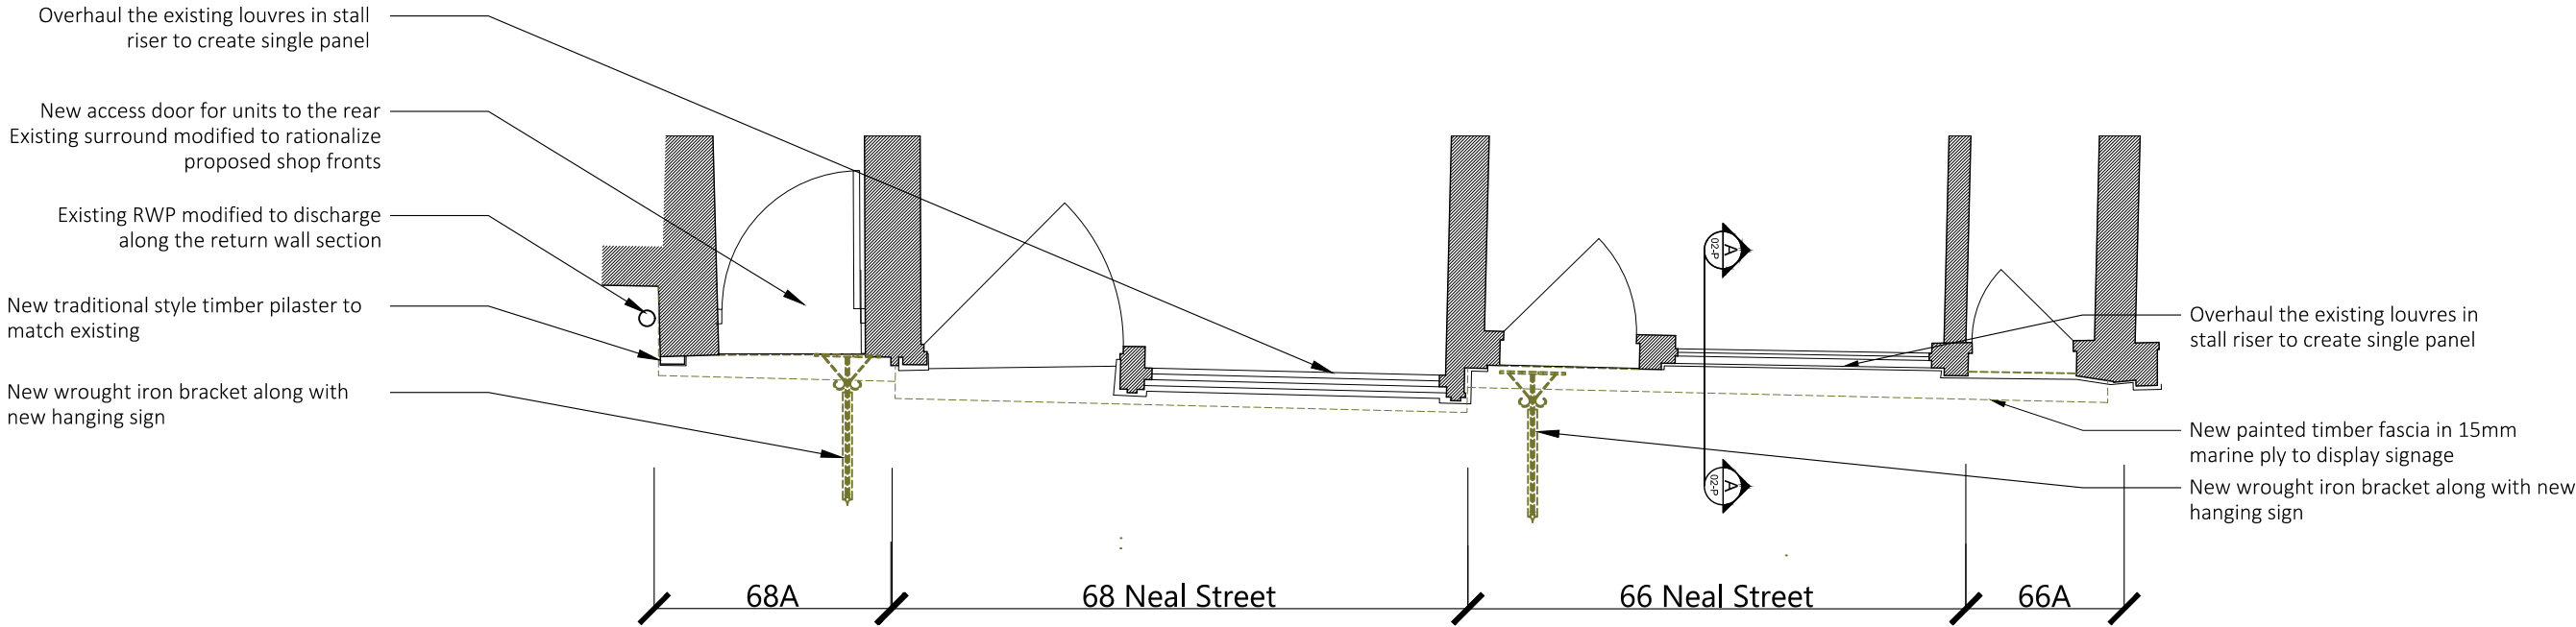 Overhaul the existing louvres in stall
riser to create single panel
New access door for units to the rear
Existing surround modified to rationalize
proposed shop fronts
Existing RWP modified to discharge
along the return wall section
New traditional style timber pilaster to
match existing
New wrought iron bracket along with
new hanging sign
A
02-P
A
02-P
Overhaul the existing louvres in
stall riser to create single panel
New painted timber fascia in 15mm
marine ply to display signage
New wrought iron bracket along with new
hanging sign
68A
68 Neal Street
66 Neal Street
66A